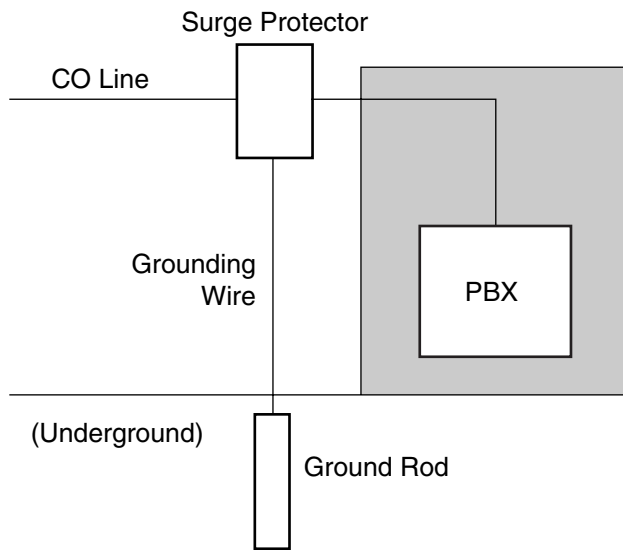 Surge Protector
CO Line
Grounding
Wire
PBX
(Underground)
Ground Rod